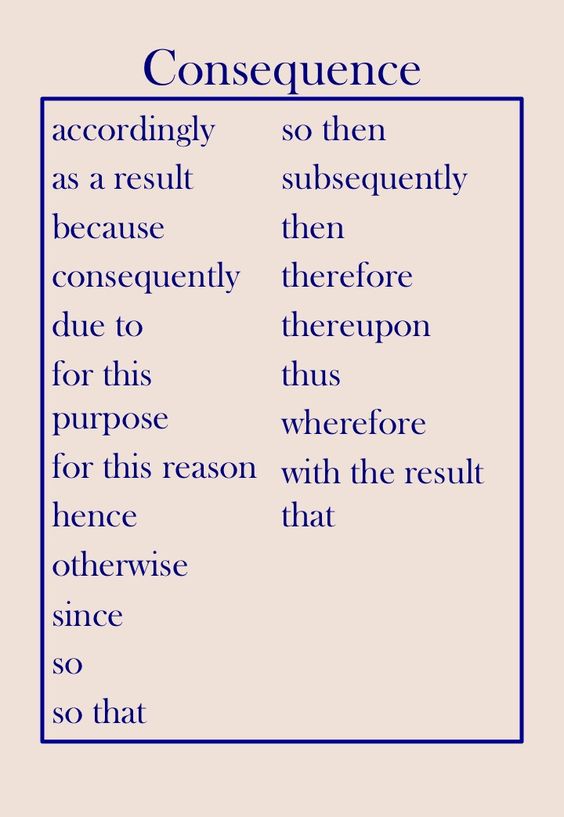 Consequence
accordingly
as a result
because
consequently
due to
for this
purpose
for this reason
hence
otherwise
since
so
so that
so then
subsequently
then
therefore
thereupon
thus
wherefore
with the result
that